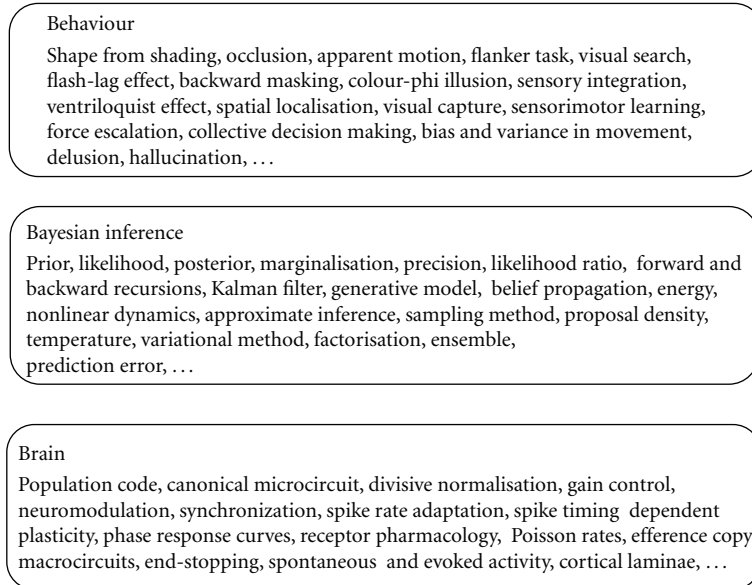 Behaviour
Shape from shading, occlusion, apparent motion, flanker task, visual search,
flash-lag effect, backward masking, colour-phi illusion, sensory integration,
ventriloquist effect, spatial localisation, visual capture, sensorimotor learning,
force escalation, collective decision making, bias and variance in movement,
delusion, hallucination, ...
Bayesian inference
Prior, likelihood, posterior, marginalisation, precision, likelihood ratio, forward and
backward recursions, Kalman filter, generative model, belief propagation, energy,
nonlinear dynamics, approximate inference, sampling method, proposal density,
temperature, variational method, factorisation, ensemble,
prediction error, ...
Brain
Population code, canonical microcircuit, divisive normalisation, gain control,
neuromodulation, synchronization, spike rate adaptation, spike timing dependent
plasticity, phase response curves, receptor pharmacology, Poisson rates, efference copy
macrocircuits, end-stopping, spontaneous and evoked activity, cortical laminae, ...